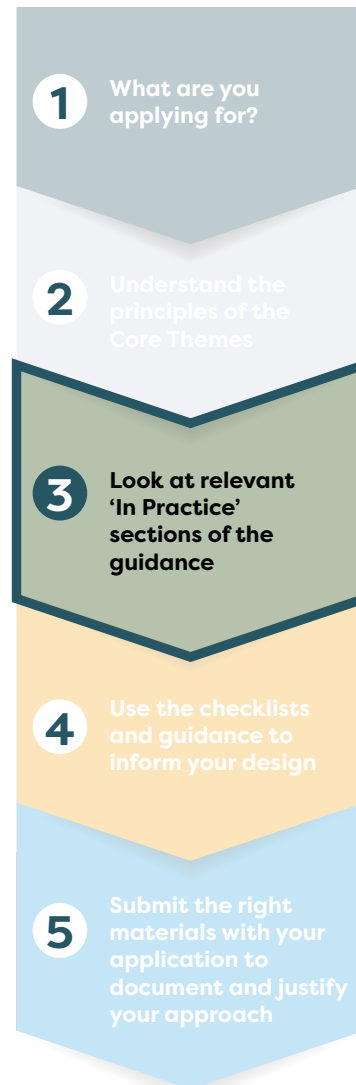 1
What are you
applying for?
2
Understand the
principles of the
Core Themes
3
Look at relevant
‘In Practice’
sections of the
guidance
4
Use the checklists
and guidance to
inform your design
5
Submit the right
materials with your
application to
document and justify
your approach